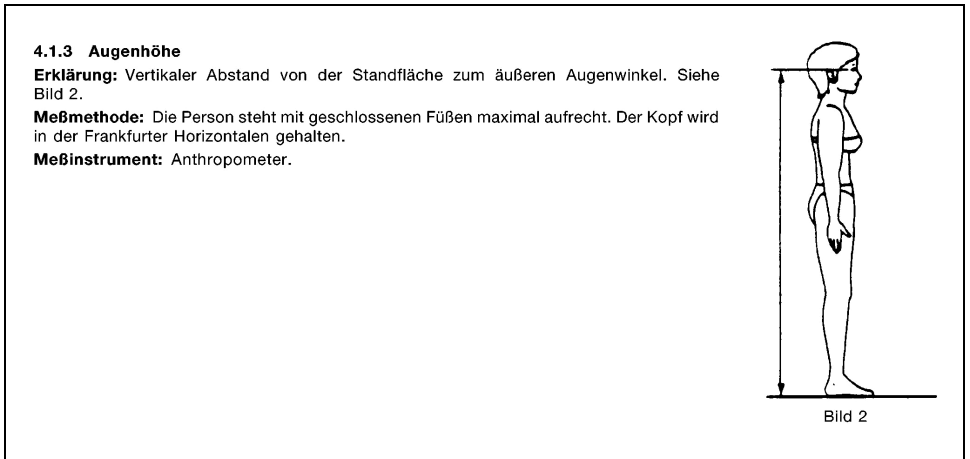 4.1.3 Augenhöhe
Erklärung: Vertikaler Abstand von der Standfläche zum äußeren Augenwinkel. Siehe
Bild 2.
Meßmethode: Die Person steht mit geschlossenen Füßen maximal aufrecht. Der Kopf wird
in der Frankfurter Horizontalen gehalten.
Meßinstrument: Anthropometer.
Bild 2